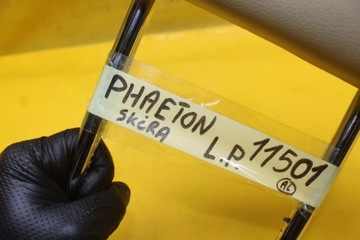 PHAETON 11501
SKÓRA L.P. AL